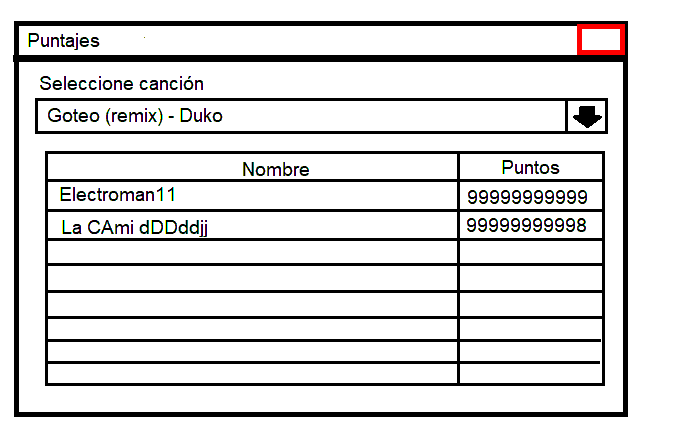 Puntajes
Seleccione canción
Goteo (remix) - Duko
Nombre Puntos
Electroman11 99999999999
La CAmi dDDddjj 99999999998